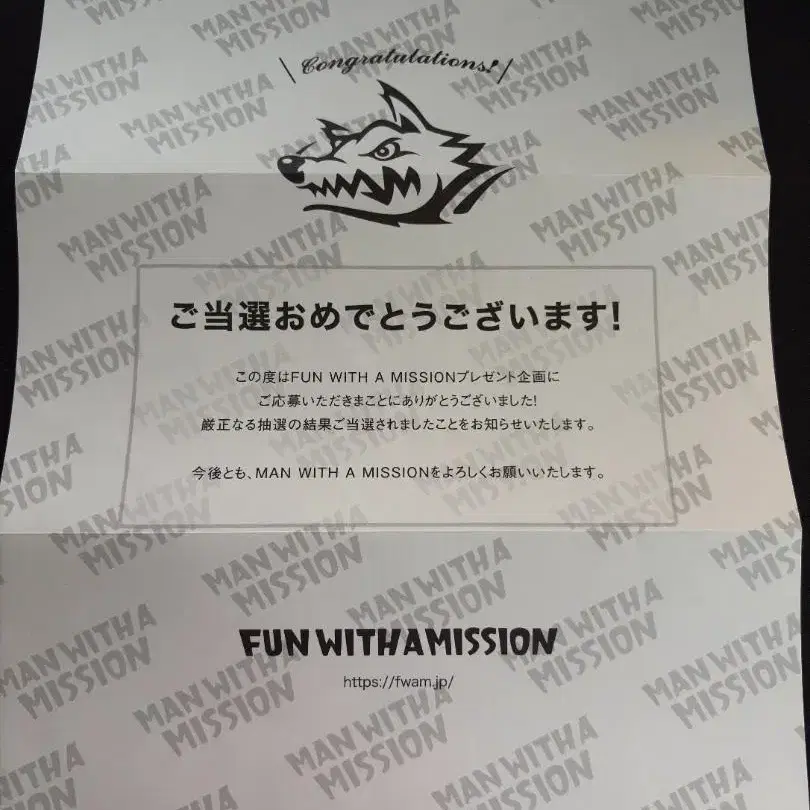 Congratulations!
ご当選おめでとうございます!
この度はFUN WITH A MISSIONプレゼント企画に
ご応募いただきまことにありがとうございました!
厳正なる抽選の結果ご当選されましたことをお知らせいたします。
今後とも、MAN WITH A MISSIONをよろしくお願いいたします。
FUN WITH A MISSION
https://fwam.jp/
MAN WITH A
MISSION